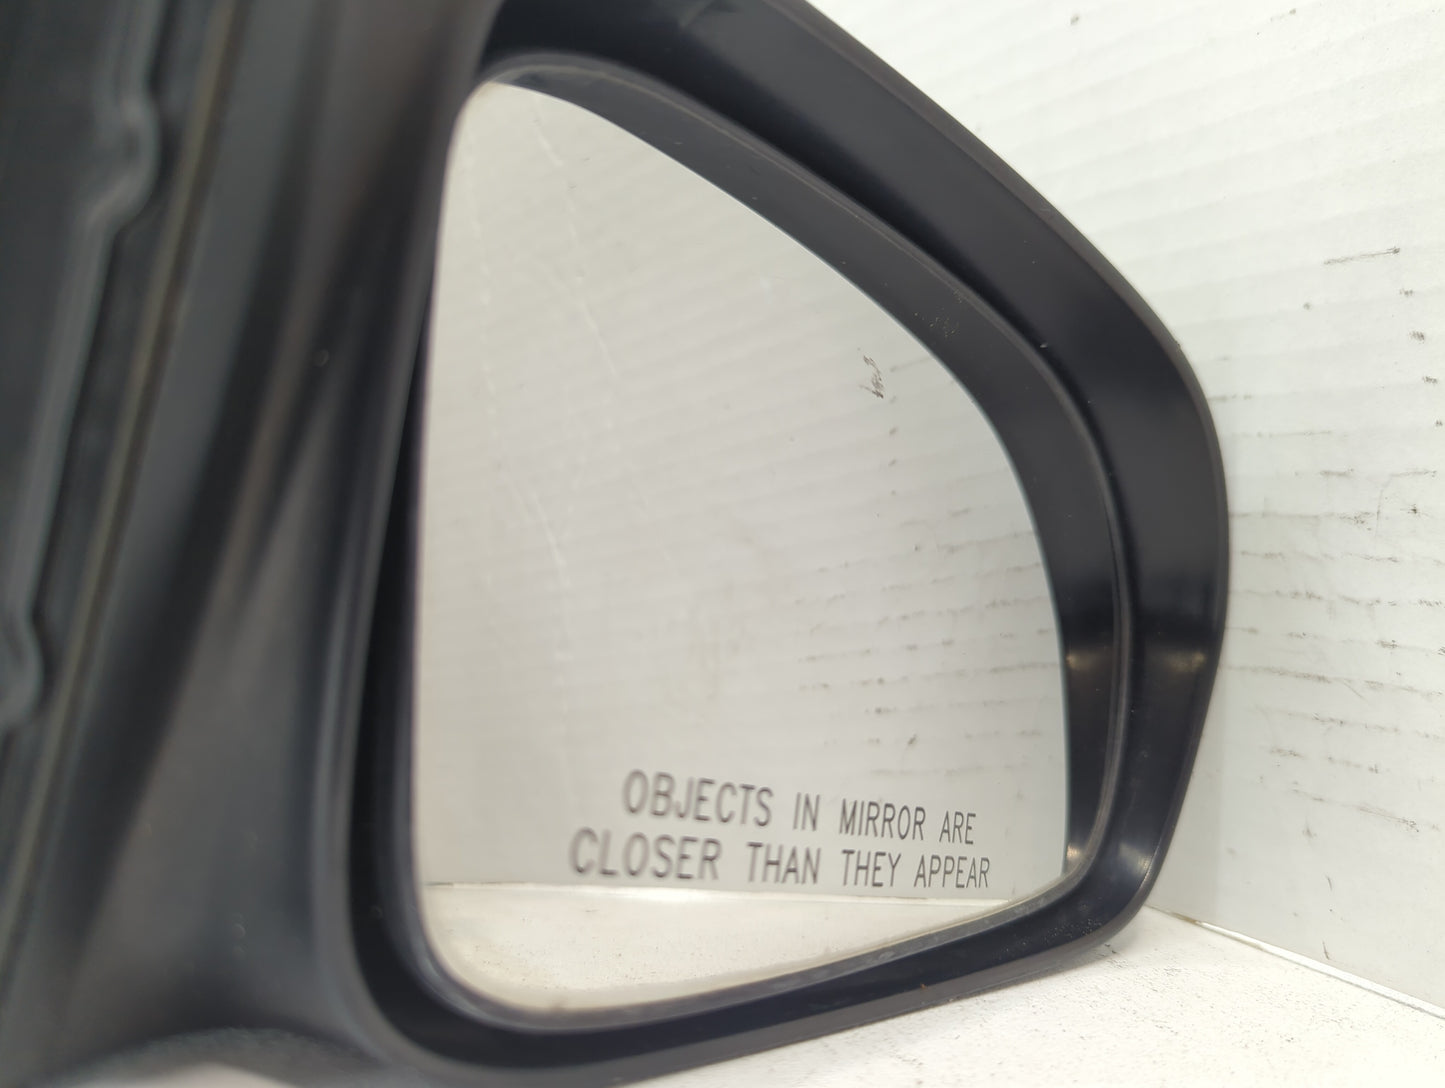 OBJECTS IN MIRROR ARE
CLOSER THAN THEY APPEAR